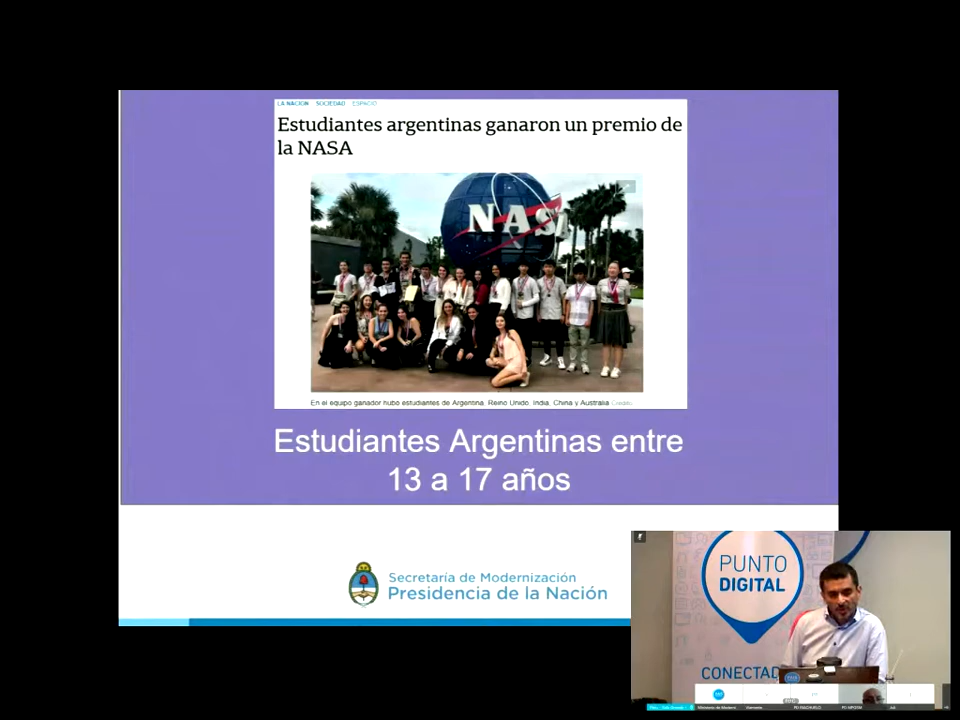 LA NACION SOCIEDAD ESPACIO
Estudiantes argentinas ganaron un premio de
la NASA
NASA
En el equipo ganador hubo estudiantes de Argentina, Reino Unido, India, China y Australia
Estudiantes Argentinas entre
13 a 17 años
Secretaría de Modernización
Presidencia de la Nación
PUNTO
DIGITAL
CONECTAD